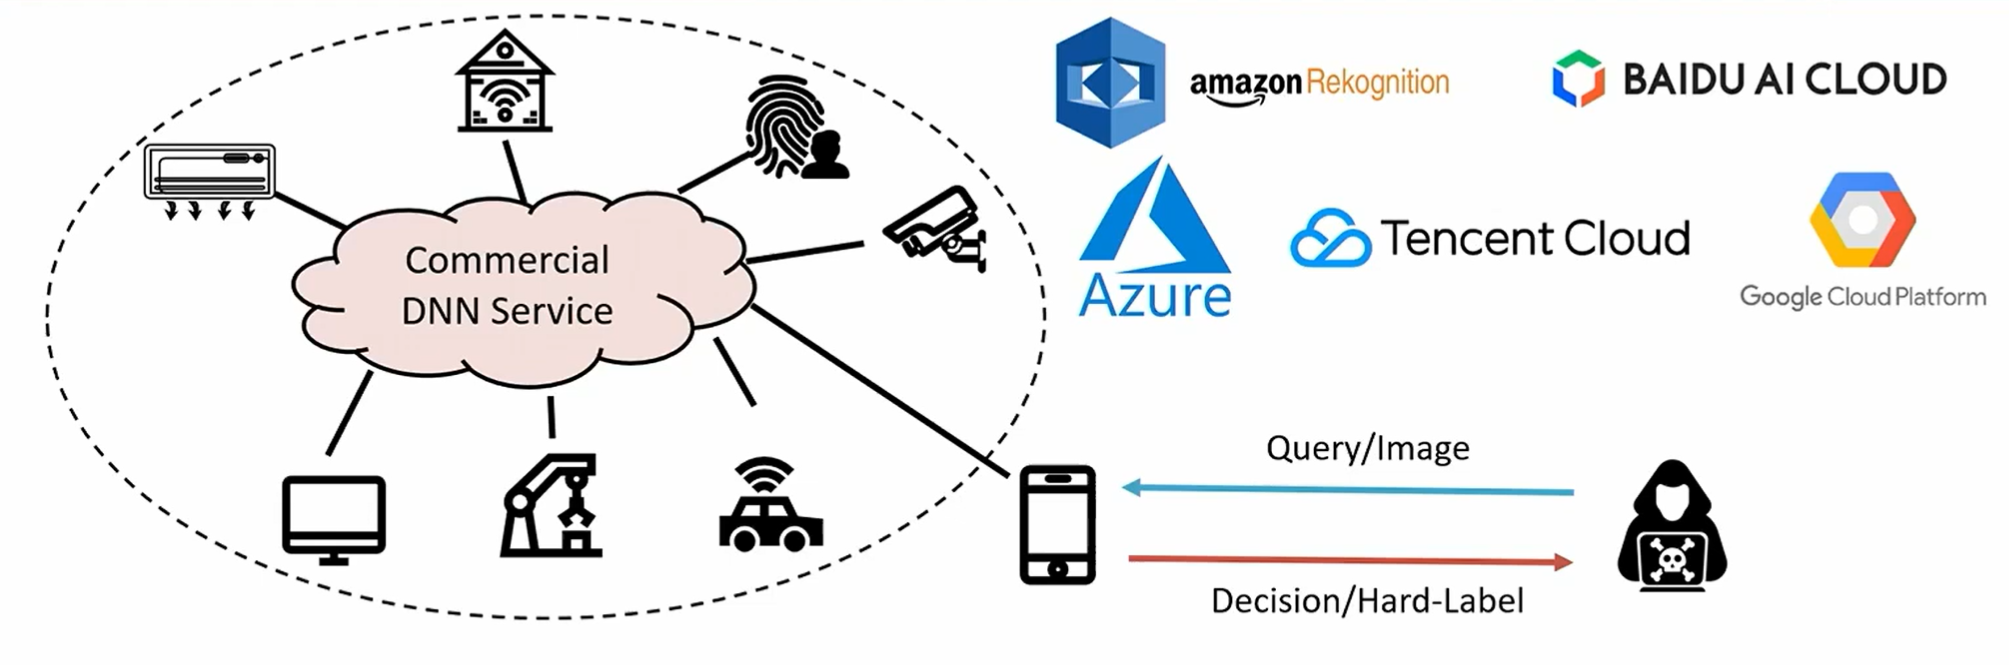 Commercial
DNN Service
amazon Rekognition
BAIDU AI CLOUD
Azure
Tencent Cloud
Google Cloud Platform
Query/Image
Decision/Hard-Label